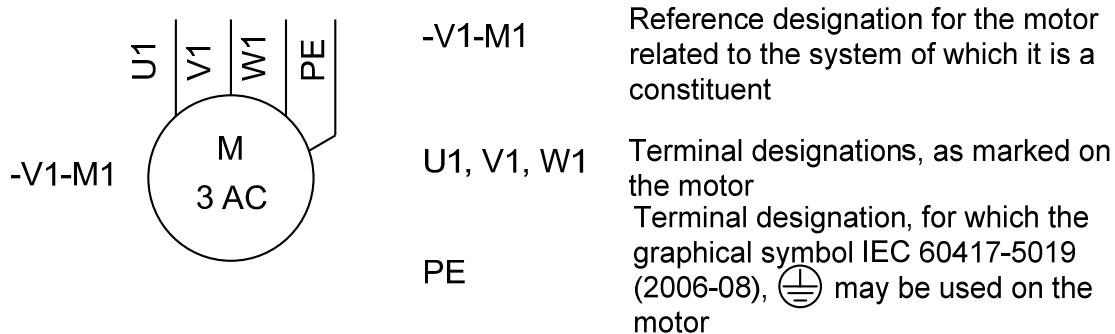 U1
V1
W1
PE
M
3 AC
-V1-M1
-V1-M1
Reference designation for the motor
related to the system of which it is a
constituent
U1, V1, W1
Terminal designations, as marked on
the motor
PE
Terminal designation, for which the
graphical symbol IEC 60417-5019
(2006-08), may be used on the
motor